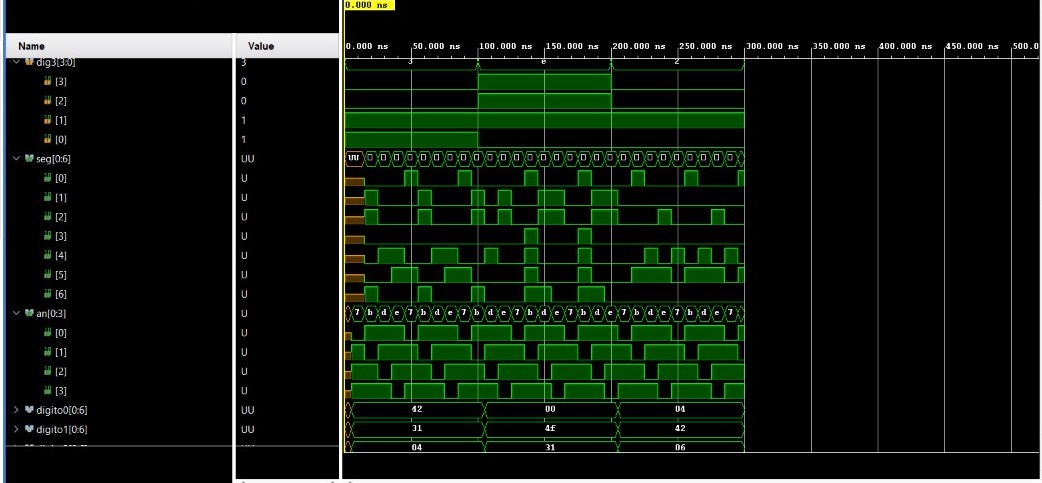 0.000 ns
Name Value
0.000 ns 50.000 ns 100.000 ns 150.000 ns 200.000 ns 250.000 ns 300.000 ns 350.000 ns 400.000 ns 450.000 ns 500.0
dig3[3:0] 3 3 e 2
[3] 0
[2] 0
[1] 1
[0] 1
seg[0:6] UU UU
[0] U
[1] U
[2] U
[3] U
[4] U
[5] U
[6] U
an[0:3] U 7 b d e 7 b d e 7 b d e 7 b d e 7 b d e 7 b d e 7 b d e 7
[0] U
[1] U
[2] U
[3] U
digito0[0:6] UU 42 00 04
digito1[0:6] UU 31 4f 42
04 31 06